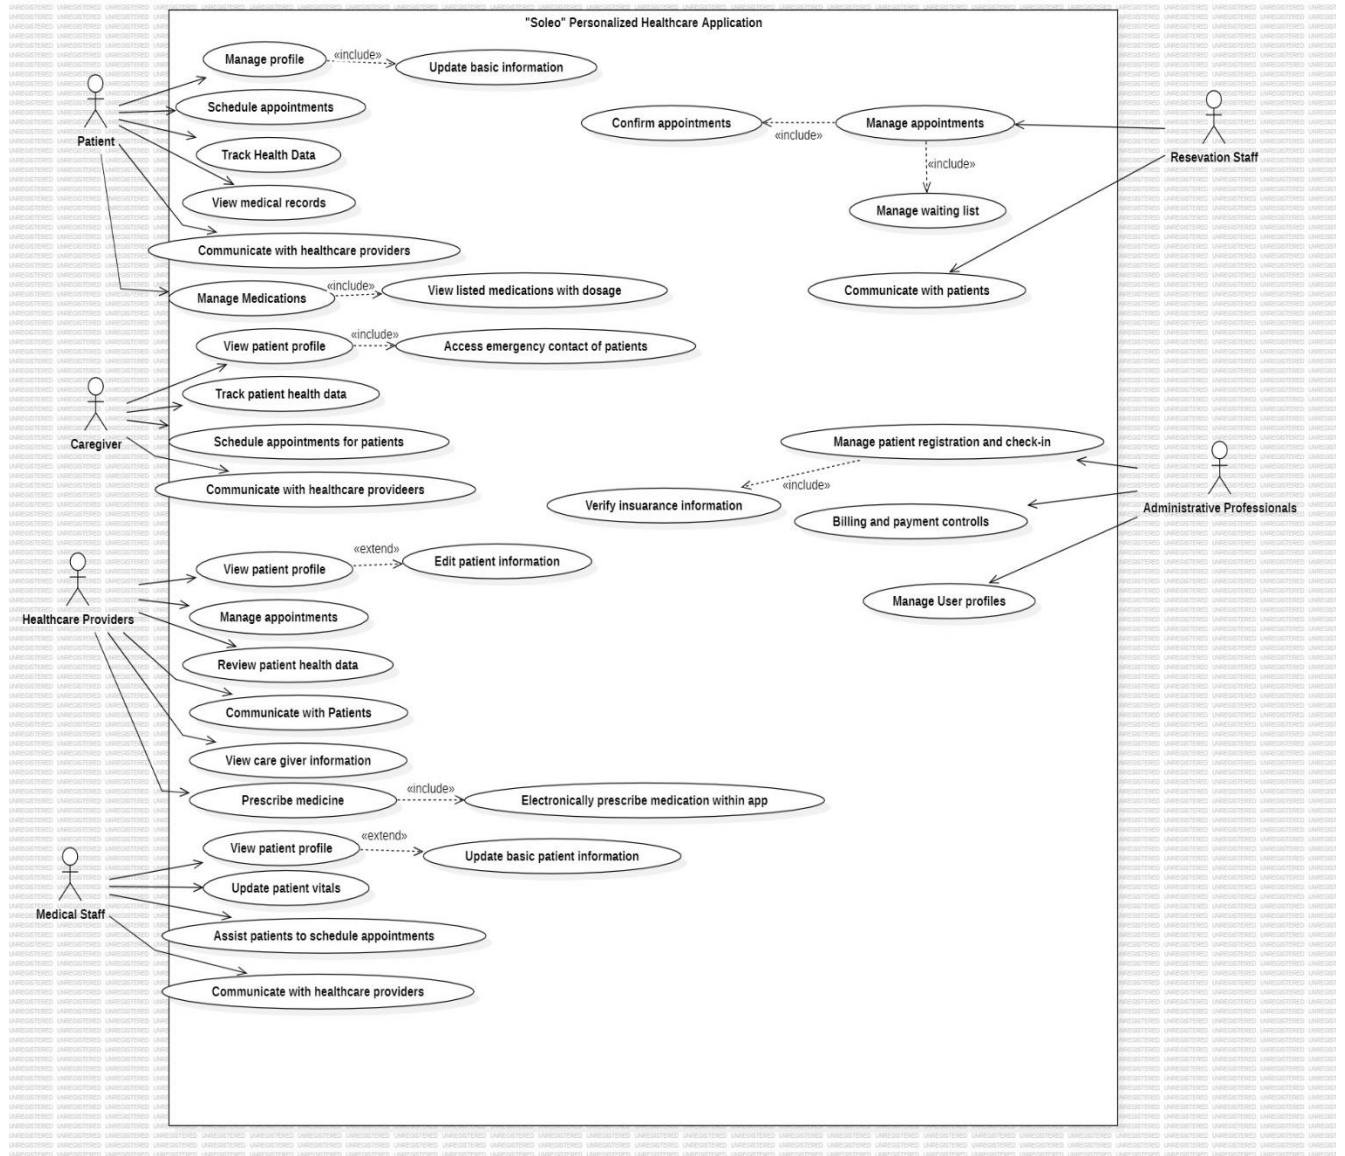 "Soleo" Personalized Healthcare Application
Manage profile
«include»
Update basic information
Schedule appointments
Patient
Track Health Data
View medical records
Communicate with healthcare providers
Manage Medications
«include»
View listed medications with dosage
Confirm appointments
«include»
Manage appointments
«include»
Manage waiting list
Resevation Staff
Communicate with patients
View patient profile
«include»
Access emergency contact of patients
Track patient health data
Caregiver
Schedule appointments for patients
Communicate with healthcare provideers
Manage patient registration and check-in
«include»
Verify insuarance information
Billing and payment controlls
Administrative Professionals
Manage User profiles
View patient profile
«extend»
Edit patient information
Healthcare Providers
Manage appointments
Review patient health data
Communicate with Patients
View care giver information
Prescribe medicine
«include»
Electronically prescribe medication within app
View patient profile
«extend»
Update basic patient information
Update patient vitals
Medical Staff
Assist patients to schedule appointments
Communicate with healthcare providers
UNREGISTERED